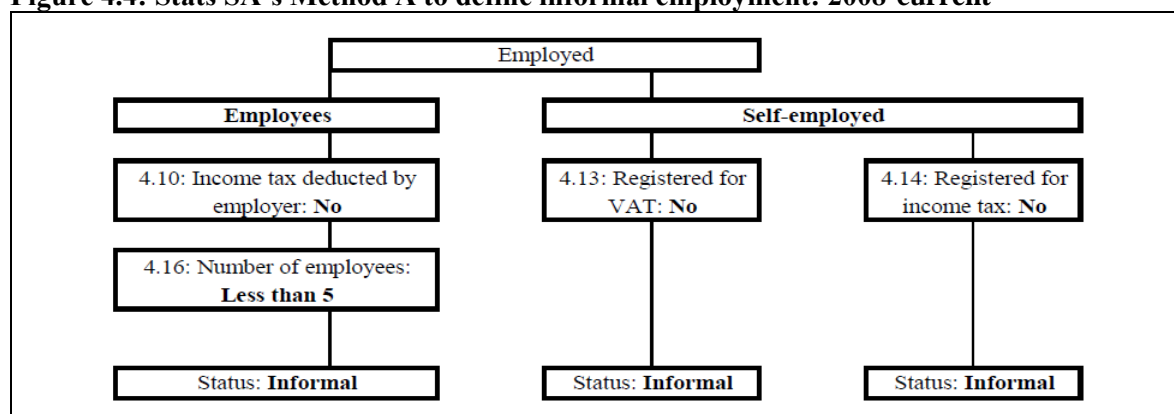 Figure 4.4: Stats SA's Method A to define informal employment: 2008-current
Employed
Employees
Self-employed
4.10: Income tax deducted by
employer: No
4.13: Registered for
VAT: No
4.14: Registered for
income tax: No
4.16: Number of employees:
Less than 5
Status: Informal
Status: Informal
Status: Informal